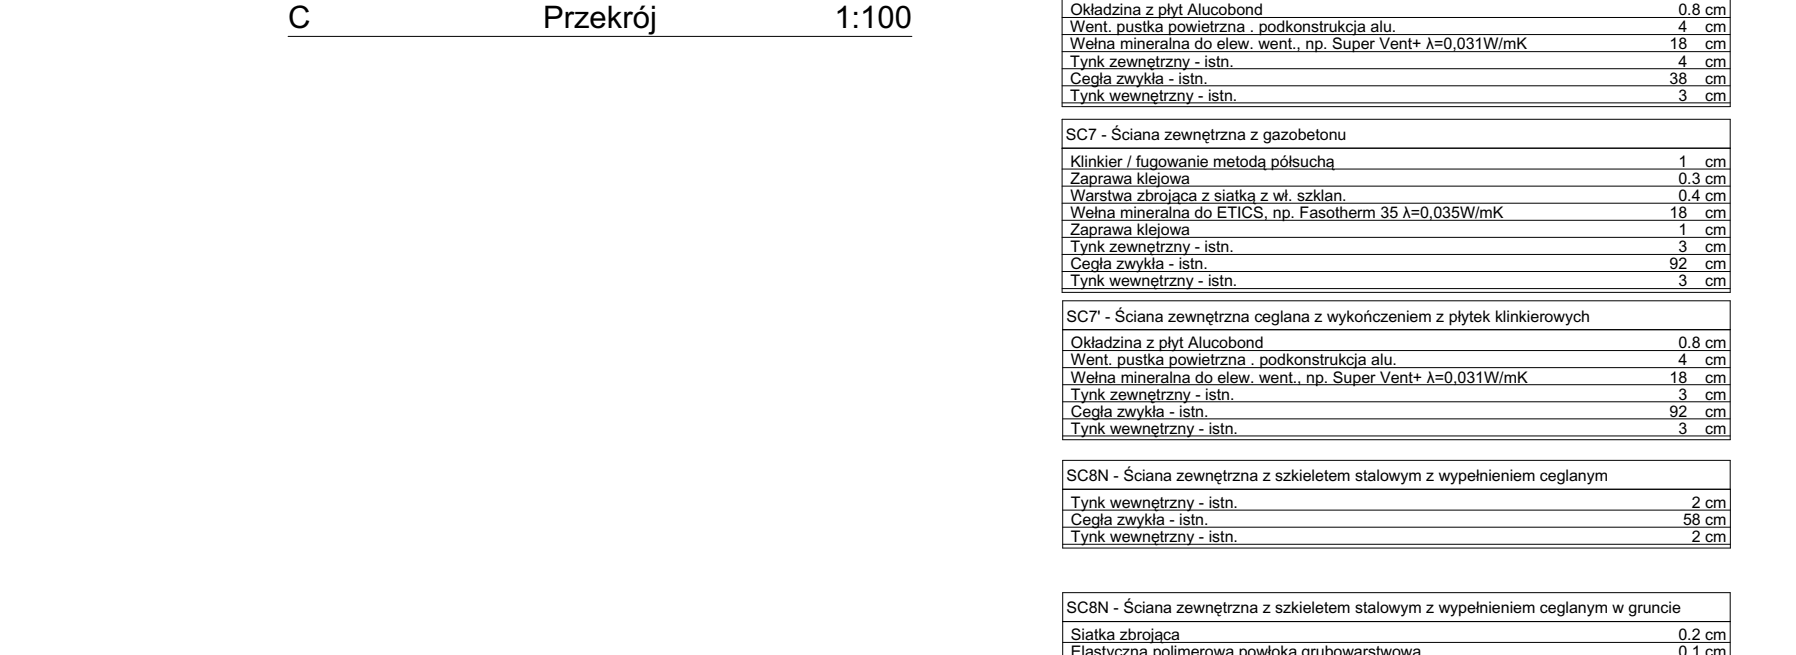 C Przekrój 1:100
Okładzina z płyt Alucobond 0.8 cm
Went. pustka powietrzna . podkonstrukcja alu. 4 cm
Wełna mineralna do elew. went., np. Super Vent+ λ=0,031W/mK 18 cm
Tynk zewnętrzny - istn. 4 cm
Cegła zwykła - istn. 38 cm
Tynk wewnętrzny - istn. 3 cm
SC7 - Ściana zewnętrzna z gazobetonu
Klinkier / fugowanie metodą półsuchą 1 cm
Zaprawa klejowa 0.3 cm
Warstwa zbrojąca z siatką z wł. szklan. 0.4 cm
Wełna mineralna do ETICS, np. Fasotherm 35 λ=0,035W/mK 18 cm
Zaprawa klejowa 1 cm
Tynk zewnętrzny - istn. 3 cm
Cegła zwykła - istn. 92 cm
Tynk wewnętrzny - istn. 3 cm
SC7' - Ściana zewnętrzna ceglana z wykończeniem z płytek klinkierowych
Okładzina z płyt Alucobond 0.8 cm
Went. pustka powietrzna . podkonstrukcja alu. 4 cm
Wełna mineralna do elew. went., np. Super Vent+ λ=0,031W/mK 18 cm
Tynk zewnętrzny - istn. 3 cm
Cegła zwykła - istn. 92 cm
Tynk wewnętrzny - istn. 3 cm
SC8N - Ściana zewnętrzna z szkieletem stalowym z wypełnieniem ceglanym
Tynk wewnętrzny - istn. 2 cm
Cegła zwykła - istn. 58 cm
Tynk wewnętrzny - istn. 2 cm
SC8N - Ściana zewnętrzna z szkieletem stalowym z wypełnieniem ceglanym w gruncie
Siatka zbrojąca 0.2 cm
Elastyczna polimerowa powłoka grubowarstwowa 0.1 cm